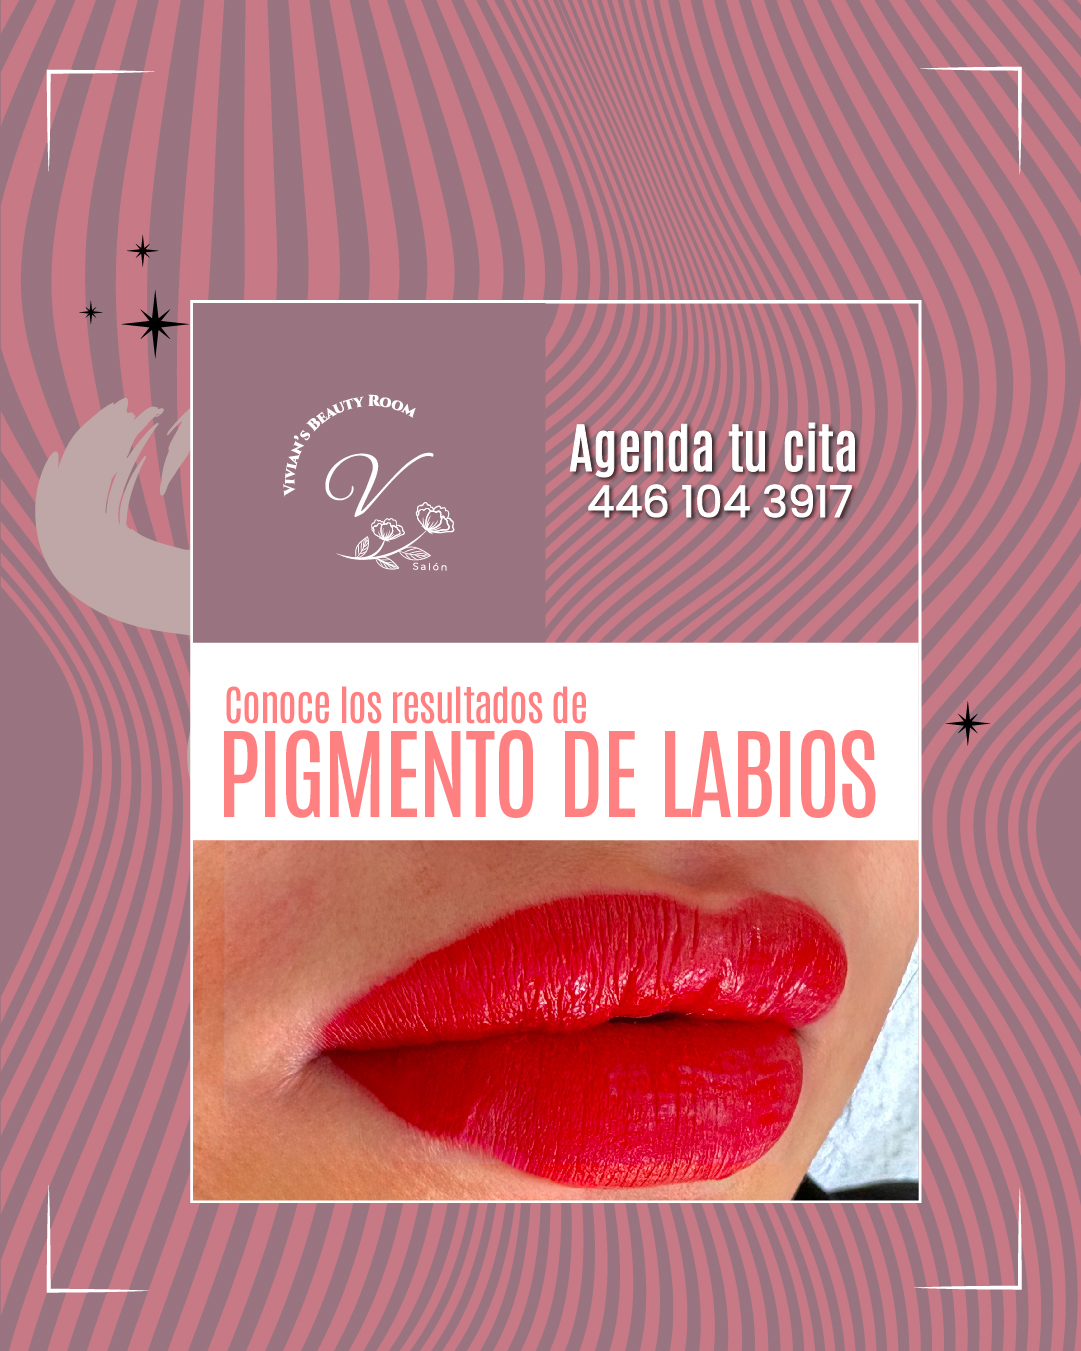 Vivian's Beauty Room
V
Salón
Agenda tu cita
446 104 3917
Conoce los resultados de
PIGMENTO DE LABIOS